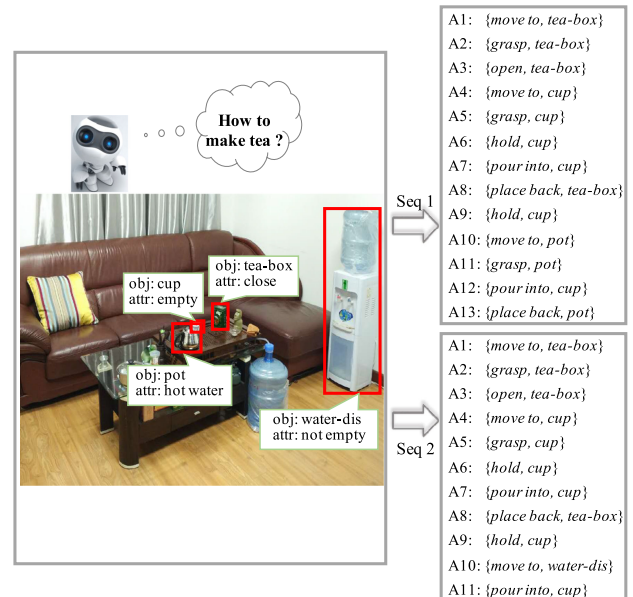 How to
make tea ?
obj: tea-box
attr: close
obj: cup
attr: empty
obj: pot
attr: hot water
obj: water-dis
attr: not empty
Seq 1
A1: {move to, tea-box}
A2: {grasp, tea-box}
A3: {open, tea-box}
A4: {move to, cup}
A5: {grasp, cup}
A6: {hold, cup}
A7: {pour into, cup}
A8: {place back, tea-box}
A9: {hold, cup}
A10: {move to, pot}
A11: {grasp, pot}
A12: {pour into, cup}
A13: {place back, pot}
Seq 2
A1: {move to, tea-box}
A2: {grasp, tea-box}
A3: {open, tea-box}
A4: {move to, cup}
A5: {grasp, cup}
A6: {hold, cup}
A7: {pour into, cup}
A8: {place back, tea-box}
A9: {hold, cup}
A10: {move to, water-dis}
A11: {pour into, cup}